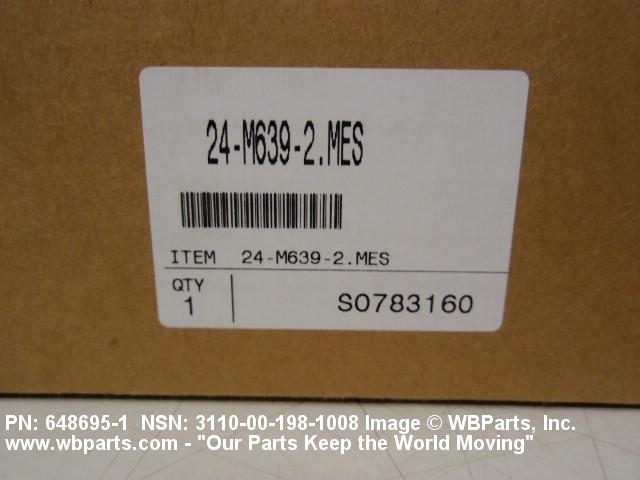 24-M639-2.MES
ITEM 24-M639-2.MES
QTY
1 SO783160
PN: 648695-1 NSN: 3110-00-198-1008 Image © WBParts, Inc.
www.wbparts.com - "Our Parts Keep the World Moving"